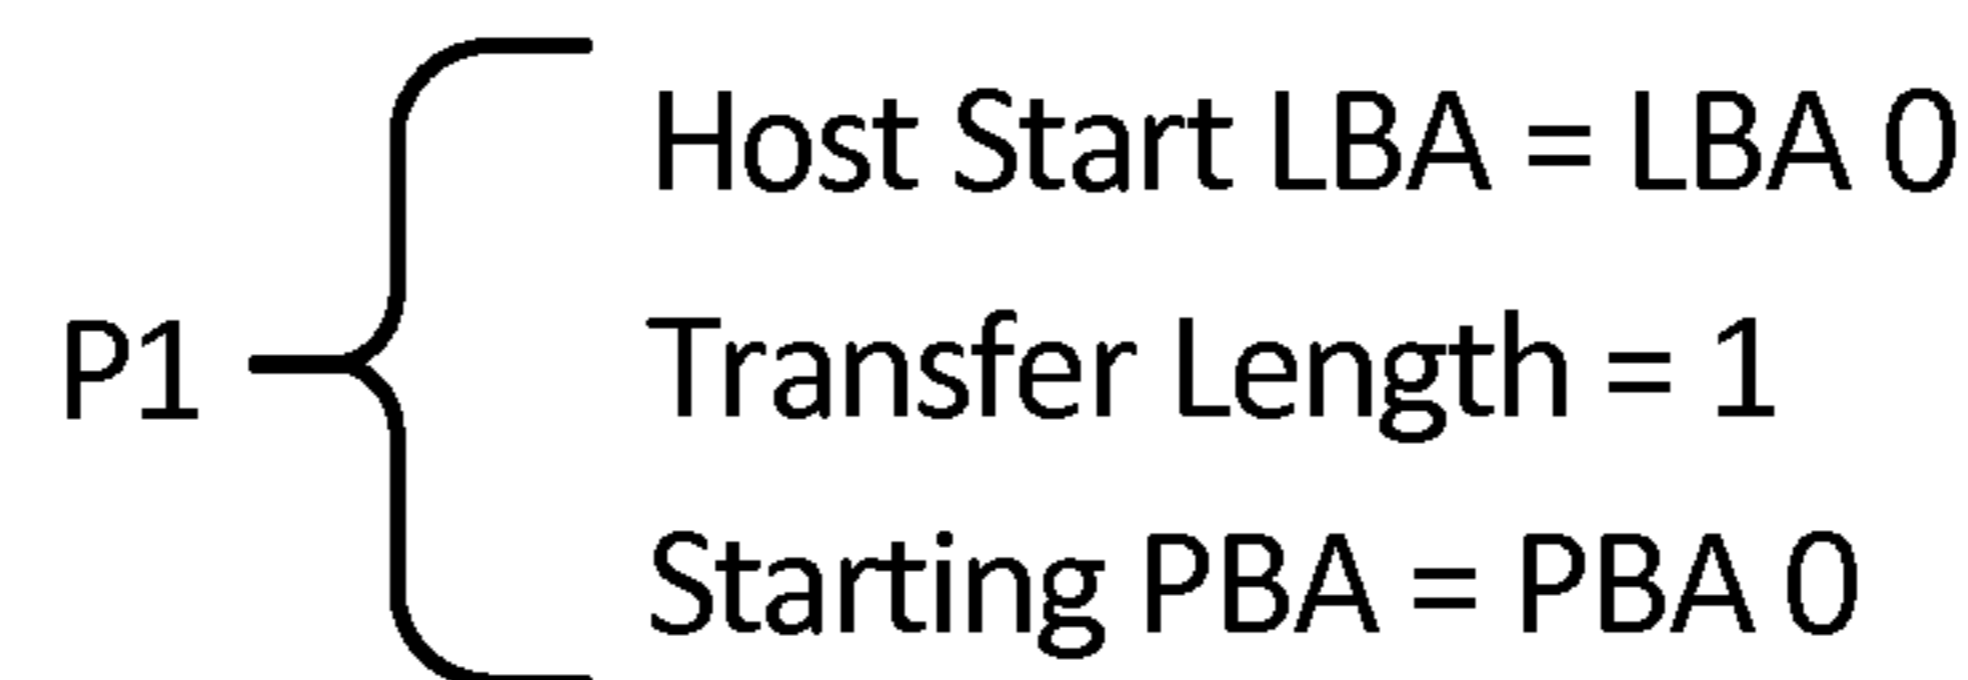 Host Start LBA = LBA 0
P1
Transfer Length = 1
Starting PBA = PBA 0